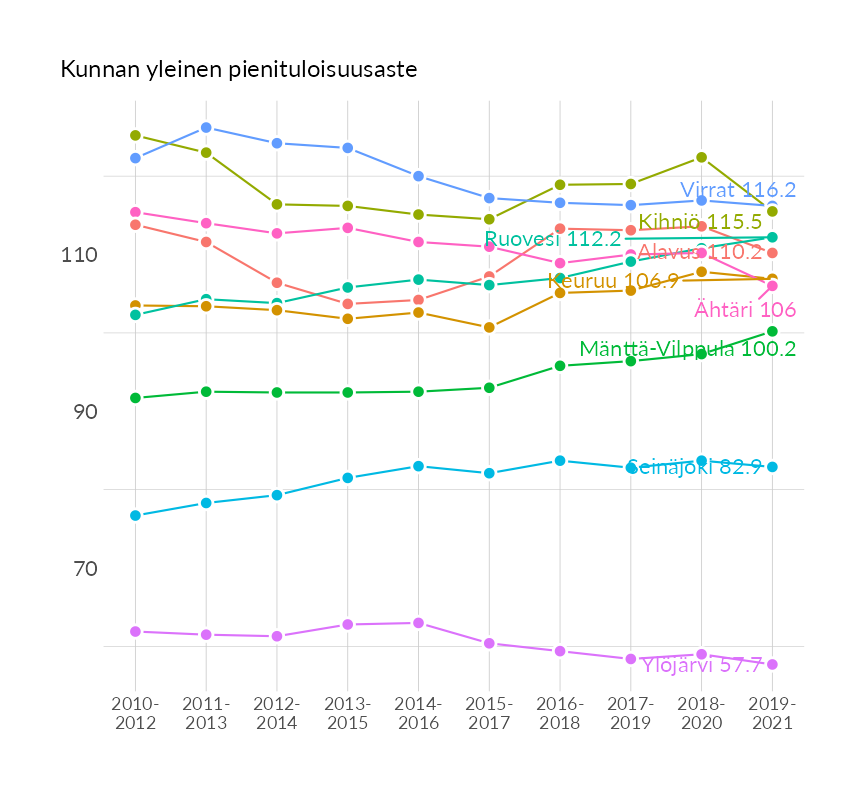 Kunnan yleinen pienituloisuusaste
Virrat 116.2
Kihniö 115.5
Ruovesi 112.2
Alavus 110.2
110
Keuruu 106.9
Ähtäri 106
Mänttä-Vilppula 100.2
90
Seinäjoki 82.9
70
Ylöjärvi 57.7
2010- 2011- 2012- 2013- 2014- 2015- 2016- 2017- 2018- 2019-
2012 2013 2014 2015 2016 2017 2018 2019 2020 2021